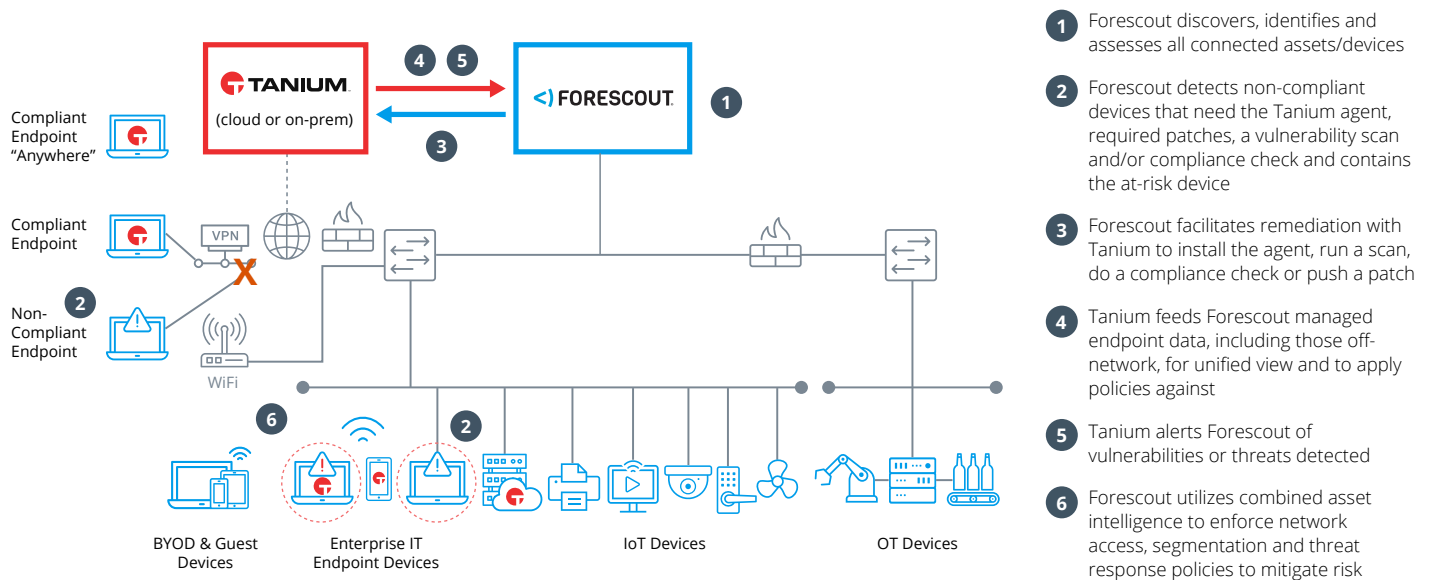 TANIUM
(cloud or on-prem)
4
5
3
<) FORESCOUT
1
Compliant
Endpoint
“Anywhere”
Compliant
Endpoint
VPN
X
2
Non-
Compliant
Endpoint
WiFi
6
2
BYOD & Guest
Devices
Enterprise IT
Endpoint Devices
IoT Devices
OT Devices
1 Forescout discovers, identifies and
assesses all connected assets/devices
2 Forescout detects non-compliant
devices that need the Tanium agent,
required patches, a vulnerability scan
and/or compliance check and contains
the at-risk device
3 Forescout facilitates remediation with
Tanium to install the agent, run a scan,
do a compliance check or push a patch
4 Tanium feeds Forescout managed
endpoint data, including those off-
network, for unified view and to apply
policies against
5 Tanium alerts Forescout of
vulnerabilities or threats detected
6 Forescout utilizes combined asset
intelligence to enforce network
access, segmentation and threat
response policies to mitigate risk